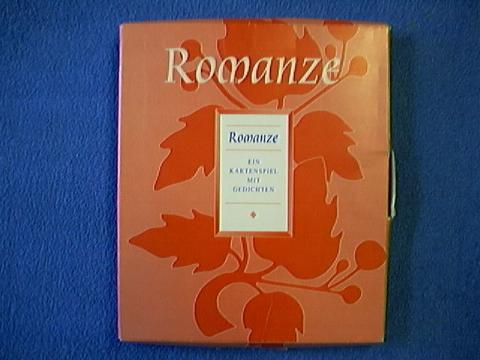 Romanze
Romanze
EIN
KARTENSPIEL
MIT
GEDICHTEN